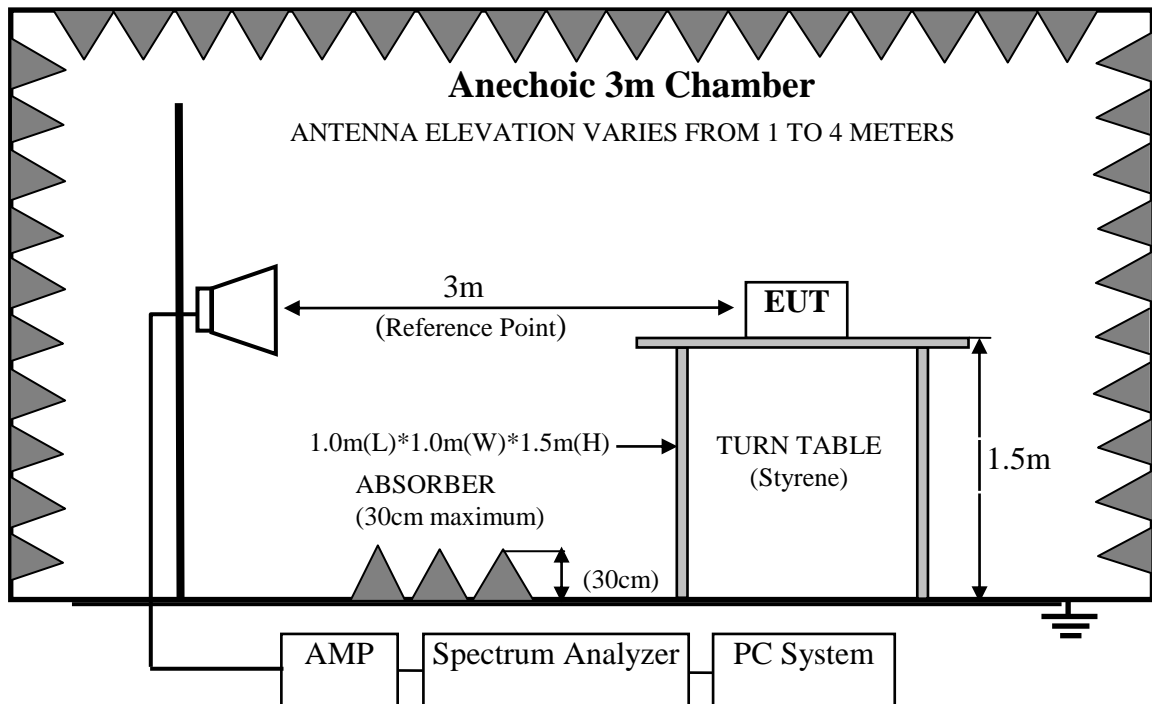 Anechoic 3m Chamber
ANTENNA ELEVATION VARIES FROM 1 TO 4 METERS
3m
(Reference Point)
EUT
1.0m(L)*1.0m(W)*1.5m(H)
TURN TABLE
(Styrene)
1.5m
ABSORBER
(30cm maximum)
(30cm)
AMP
Spectrum Analyzer
PC System